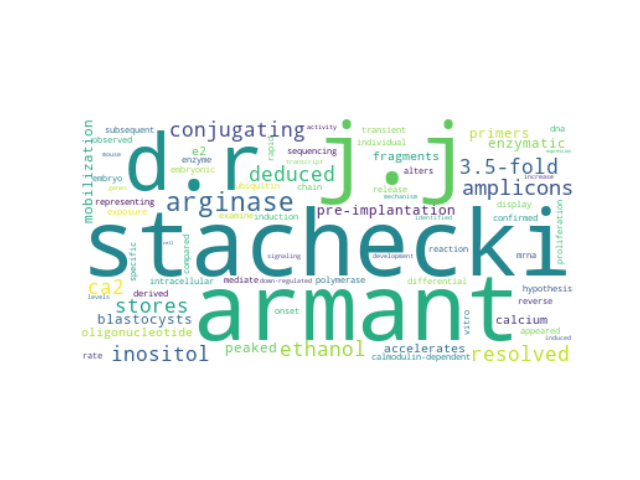 subsequent
conjugating
j.j
activity
transient
primers
dna
mobilization
observed
d.r
e2
rapid
individual
enzymatic
mouse
enzyme
sequencing
fragments
expression
transcript
deduced
3.5-fold
embryo
embryonic
chain
alters
increase
genes
ubiquitin
release
amplicons
representing
arginase
mechanism
exposure
examine
induction
pre-implantation
identified
display
confirmed
proliferation
stachecki
specific
compared
well
signaling
development
reaction
mrna
ca2
intracellular
mediate
down-regulated
polymerase
differential
hypothesis
levels
derived
armant
stores
onset
reverse
blastocysts
vitro
calcium
appeared
oligonucleotide
induced
rate
inositol
peaked
ethanol
accelerates
calmodulin-dependent
resolved